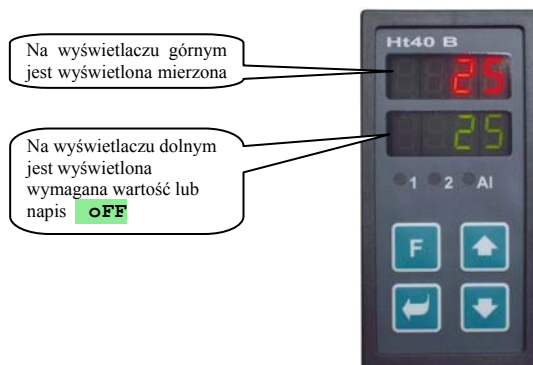 Na wyświetlaczu górnym
jest wyświetlona mierzona
Na wyświetlaczu dolnym
jest wyświetlona
wymagana wartość lub
napis oFF
Ht40 B
25
25
1 2 Al
F